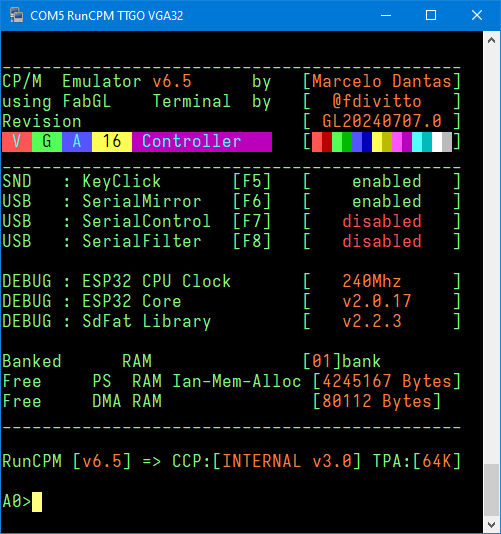 COM5 RunCPM TTGO VGA32
------------------------------------------------
CP/M Emulator v6.5 by [Marcelo Dantas]
using FabGL Terminal by [ @fdivitto ]
Revision [ GL20240707.0 ]
V G A 16 Controller [ ]
------------------------------------------------
SND : KeyClick [F5] [ enabled ]
USB : SerialMirror [F6] [ enabled ]
USB : SerialControl [F7] [ disabled ]
USB : SerialFilter [F8] [ disabled ]
DEBUG : ESP32 CPU Clock [ 240Mhz ]
DEBUG : ESP32 Core [ v2.0.17 ]
DEBUG : SdFat Library [ v2.2.3 ]
Banked RAM [01]bank
Free PS RAM Ian-Mem-Alloc [4245167 Bytes]
Free DMA RAM [80112 Bytes]
------------------------------------------------
RunCPM [v6.5] => CCP:[INTERNAL v3.0] TPA:[64K]
A0>